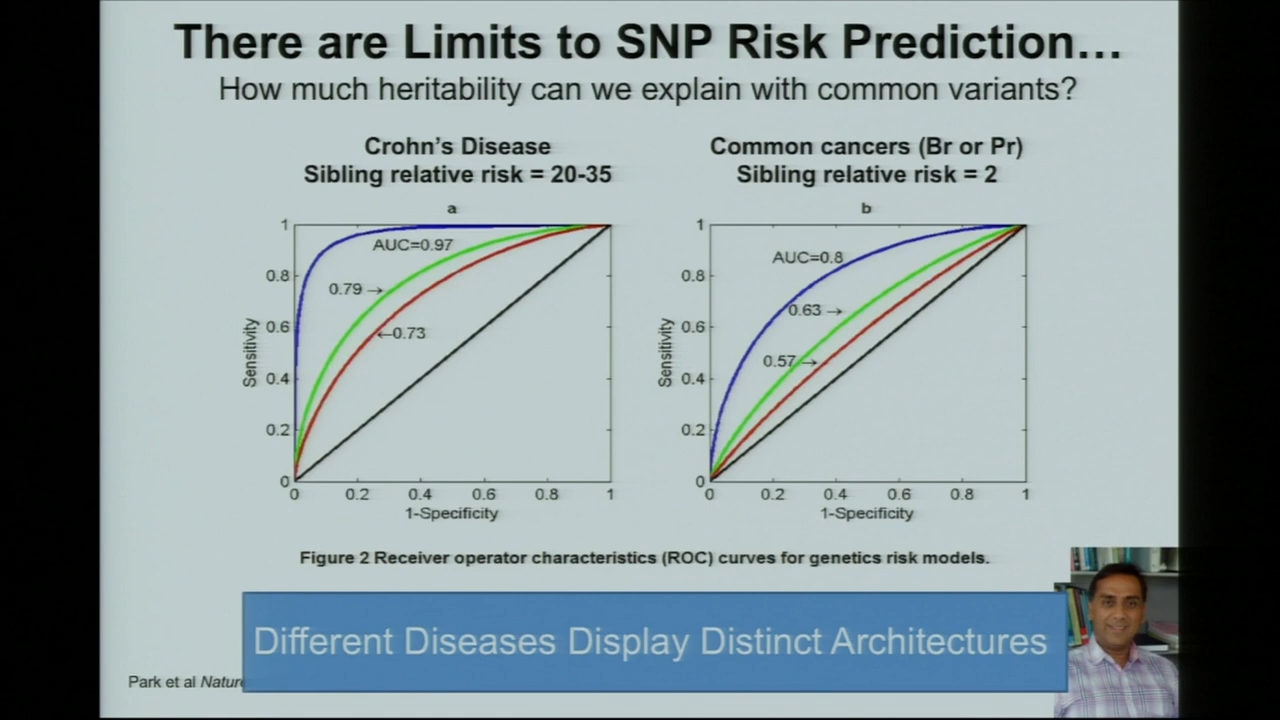 There are Limits to SNP Risk Prediction…
How much heritability can we explain with common variants?
Crohn's Disease
Sibling relative risk = 20-35
a
1
0.8
0.6
0.4
0.2
0
Sensitivity
AUC=0.97
0.79 →
←0.73
0 0.2 0.4 0.6 0.8 1
1-Specificity
Common cancers (Br or Pr)
Sibling relative risk = 2
b
1
0.8
0.6
0.4
0.2
0
Sensitivity
AUC=0.8
0.63 →
0.57 →
0 0.2 0.4 0.6 0.8 1
1-Specificity
Figure 2 Receiver operator characteristics (ROC) curves for genetics risk models.
Different Diseases Display Distinct Architectures
Park et al Nature